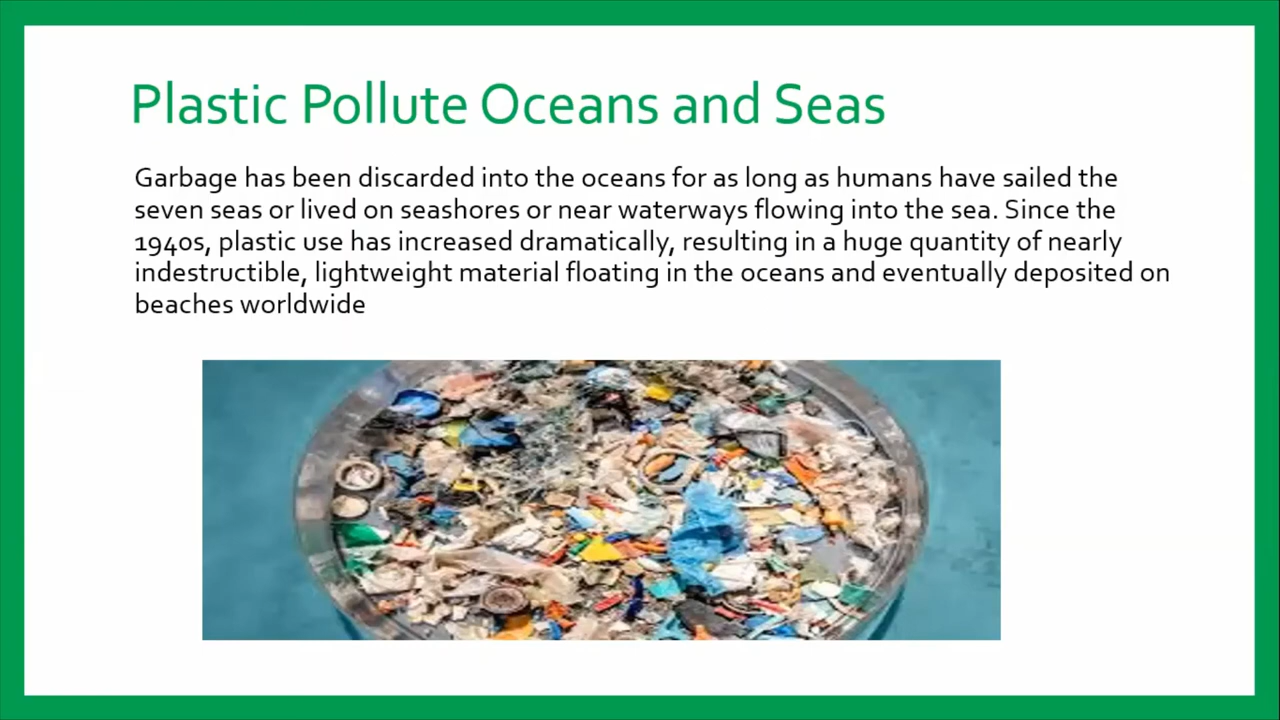 Plastic Pollute Oceans and Seas
Garbage has been discarded into the oceans for as long as humans have sailed the
seven seas or lived on seashores or near waterways flowing into the sea. Since the
1940s, plastic use has increased dramatically, resulting in a huge quantity of nearly
indestructible, lightweight material floating in the oceans and eventually deposited on
beaches worldwide